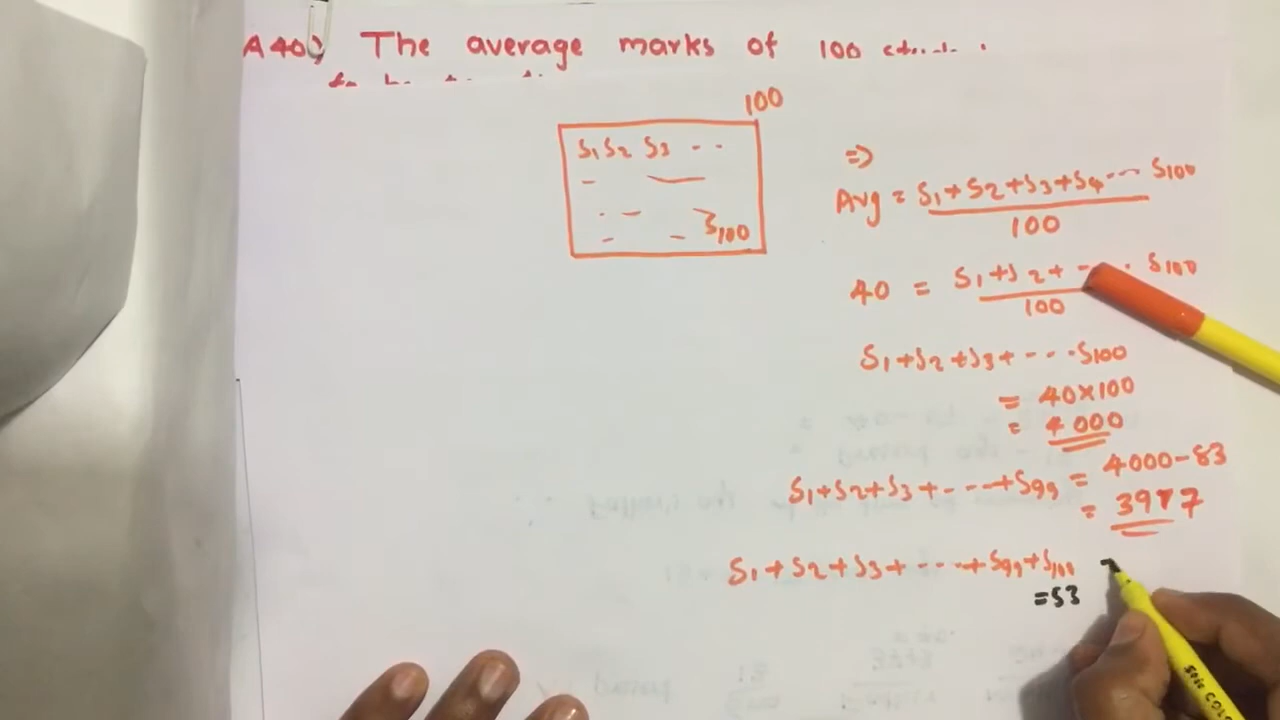 A40) The average marks of 100
100
S1 S2 S3 - -
S100
=>
Avg = S1+S2+S3+S4 --- S100
100
40 = S1+S2+ - - - S100
100
S1+S2+S3+ - - - S100
= 40×100
= 4000
S1+S2+S3+ - - - +S99 = 4000-83
= 3917
S1+S2+S3+ - - - - +S99+S100
=53